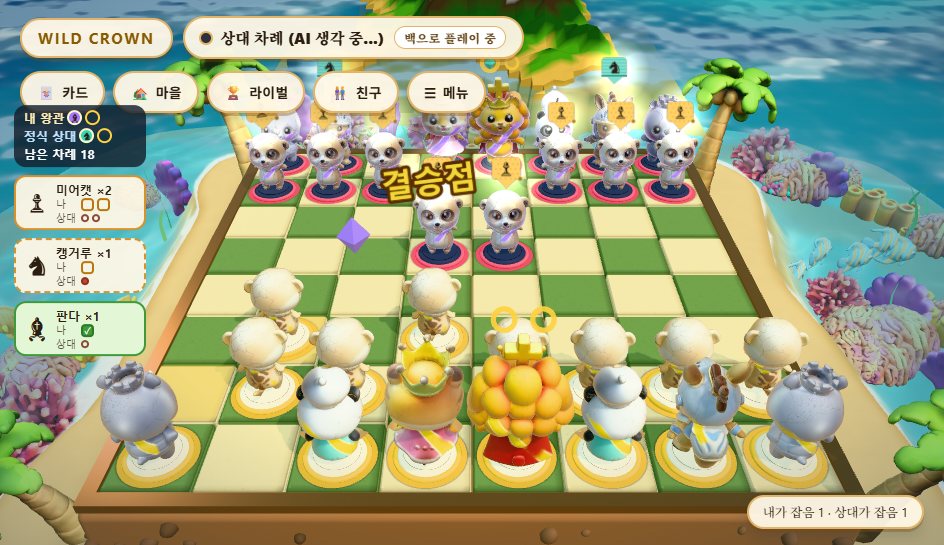 WILD CROWN
상대 차례 (AI 생각 중...)
백으로 플레이 중
카드
마을
라이벌
친구
메뉴
내 왕관
정식 상대
남은 차례 18
미어캣 ×2
나
상대
캥거루 ×1
나
상대
판다 ×1
나
상대
결승점
내가 잡음 1 · 상대가 잡음 1